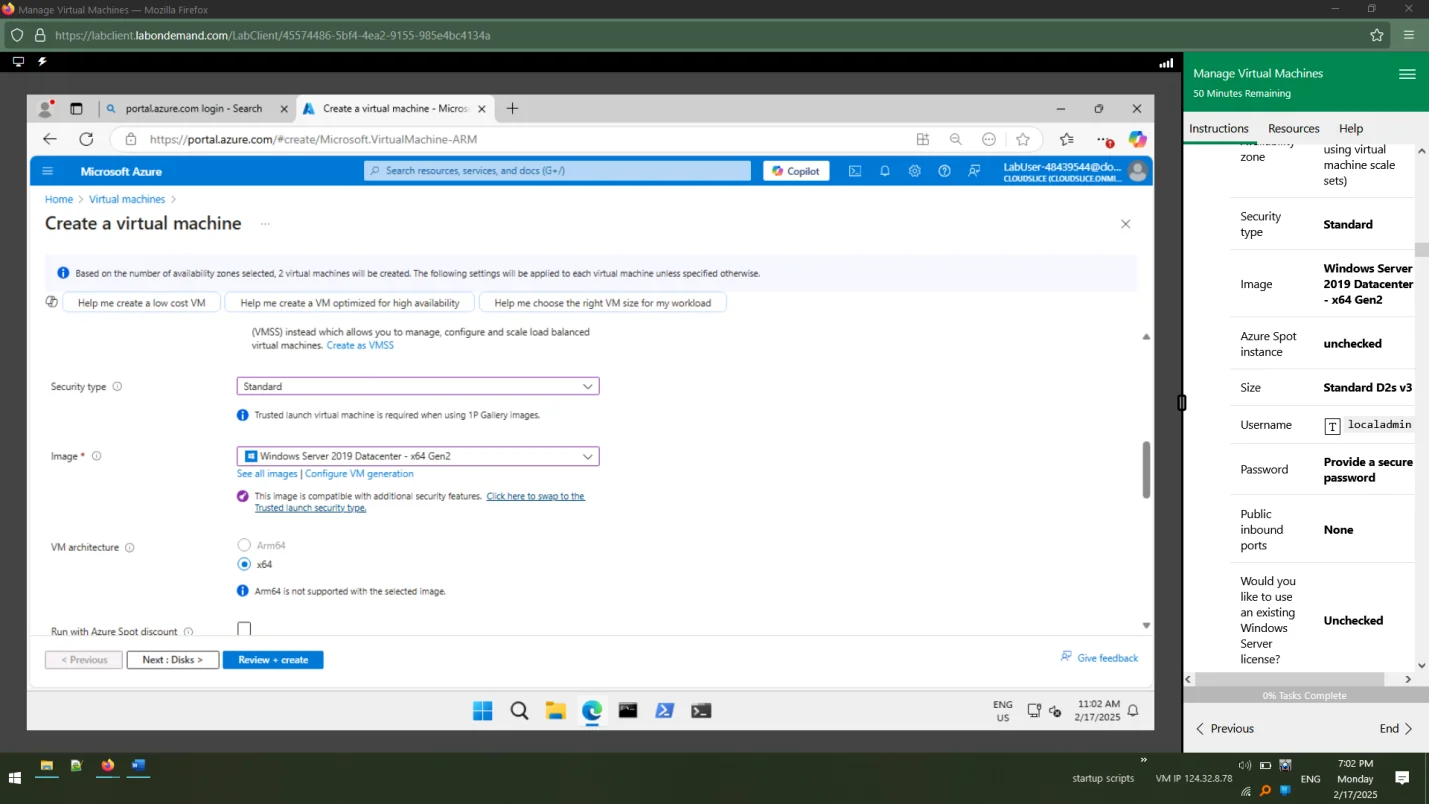 Manage Virtual Machines — Mozilla Firefox
https://labclient.labondemand.com/LabClient/45574486-5bf4-4ea2-9155-985e4bc4134a
portal.azure.com login - Search
Create a virtual machine - Micros
https://portal.azure.com/#create/Microsoft.VirtualMachine-ARM
Microsoft Azure
Search resources, services, and docs (G+/)
Copilot
LabUser-48439544@do...
CLOUDSLICE (CLOUDSLICE.ONMI...
Home > Virtual machines >
Create a virtual machine ...
Based on the number of availability zones selected, 2 virtual machines will be created. The following settings will be applied to each virtual machine unless specified otherwise.
Help me create a low cost VM
Help me create a VM optimized for high availability
Help me choose the right VM size for my workload
(VMSS) instead which allows you to manage, configure and scale load balanced
virtual machines. Create as VMSS
Security type
Standard
Trusted launch virtual machine is required when using 1P Gallery images.
Image *
Windows Server 2019 Datacenter - x64 Gen2
See all images | Configure VM generation
This image is compatible with additional security features. Click here to swap to the
Trusted launch security type.
VM architecture
Arm64
x64
Arm64 is not supported with the selected image.
Run with Azure Spot discount
< Previous
Next : Disks >
Review + create
Give feedback
ENG
US
11:02 AM
2/17/2025
Manage Virtual Machines
50 Minutes Remaining
Instructions
Resources
Help
zone
using virtual
machine scale
sets)
Security
type
Standard
Image
Windows Server
2019 Datacenter
- x64 Gen2
Azure Spot
instance
unchecked
Size
Standard D2s v3
Username
T localadmin
Password
Provide a secure
password
Public
inbound
ports
None
Would you
like to use
an existing
Windows
Server
license?
Unchecked
0% Tasks Complete
< Previous
End >
startup scripts
VM IP 124.32.8.78
ENG
7:02 PM
Monday
2/17/2025